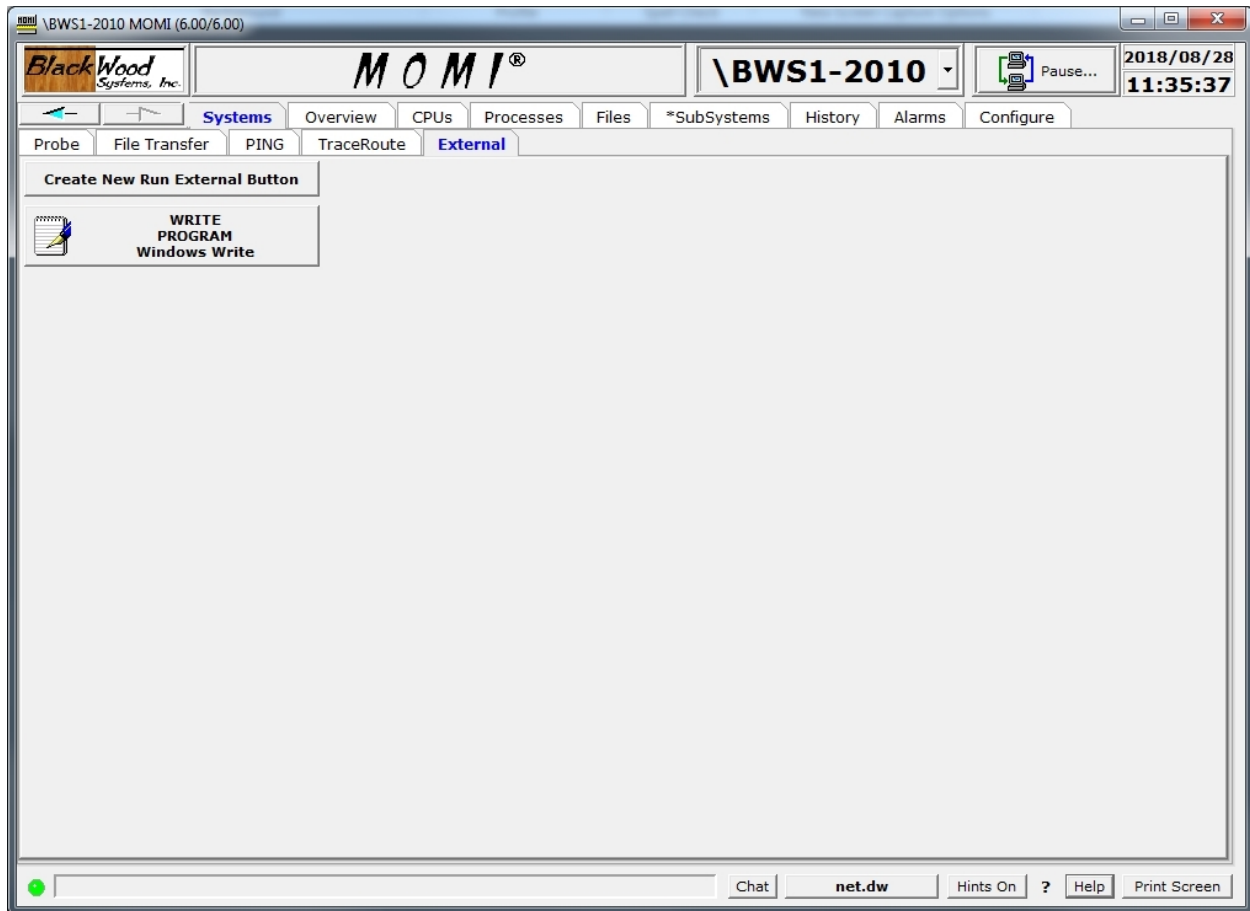 MOMI \BWS1-2010 MOMI (6.00/6.00)
BlackWood
Systems, Inc.
MOMI®
\BWS1-2010
Pause...
2018/08/28
11:35:37
Systems Overview CPUs Processes Files *SubSystems History Alarms Configure
Probe File Transfer PING TraceRoute External
Create New Run External Button
WRITE
PROGRAM
Windows Write
Chat net.dw Hints On ? Help Print Screen